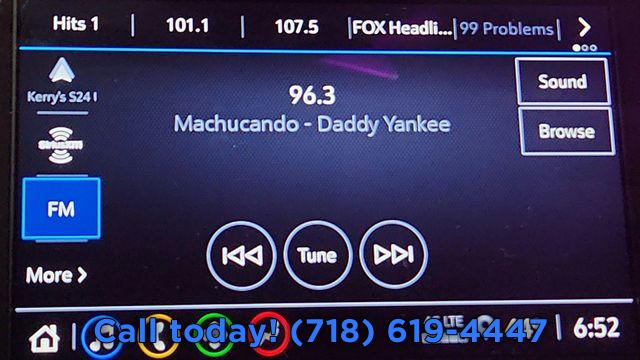 Hits 1 | 101.1 | 107.5 |FOX Headli...|99 Problems|
Kerry's S24 |
96.3
Machucando - Daddy Yankee
Sound
Browse
SiriusXM
FM
Tune
More >
Call today! (718) 619-4447
LTE
6:52